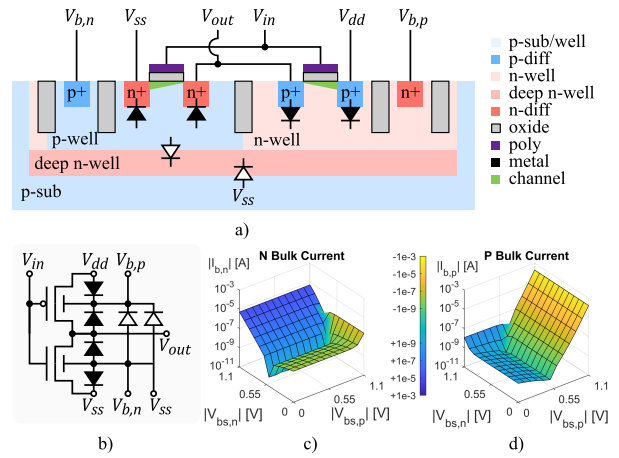 V_{b,n} V_{ss} V_{out} V_{in} V_{dd} V_{b,p}
p+ n+ n+ p+ p+ n+
p-well n-well
deep n-well
p-sub V_{ss}
p-sub/well
p-diff
n-well
deep n-well
n-diff
oxide
poly
metal
channel
a)
V_{in} V_{dd} V_{b,p}
V_{out}
V_{ss} V_{b,n} V_{ss}
b)
N Bulk Current
|I_{b,n}| [A]
10^{-3}
10^{-5}
10^{-7}
10^{-9}
10^{-11}
1.1
0.55
0
0
0.55
1.1
|V_{bs,n}| [V] |V_{bs,p}| [V]
c)
-1e-3
-1e-5
-1e-7
-1e-9
+1e-9
+1e-7
+1e-5
+1e-3
P Bulk Current
|I_{b,p}| [A]
10^{-3}
10^{-5}
10^{-7}
10^{-9}
10^{-11}
1.1
0.55
0
0
0.55
1.1
|V_{bs,n}| [V] |V_{bs,p}| [V]
d)